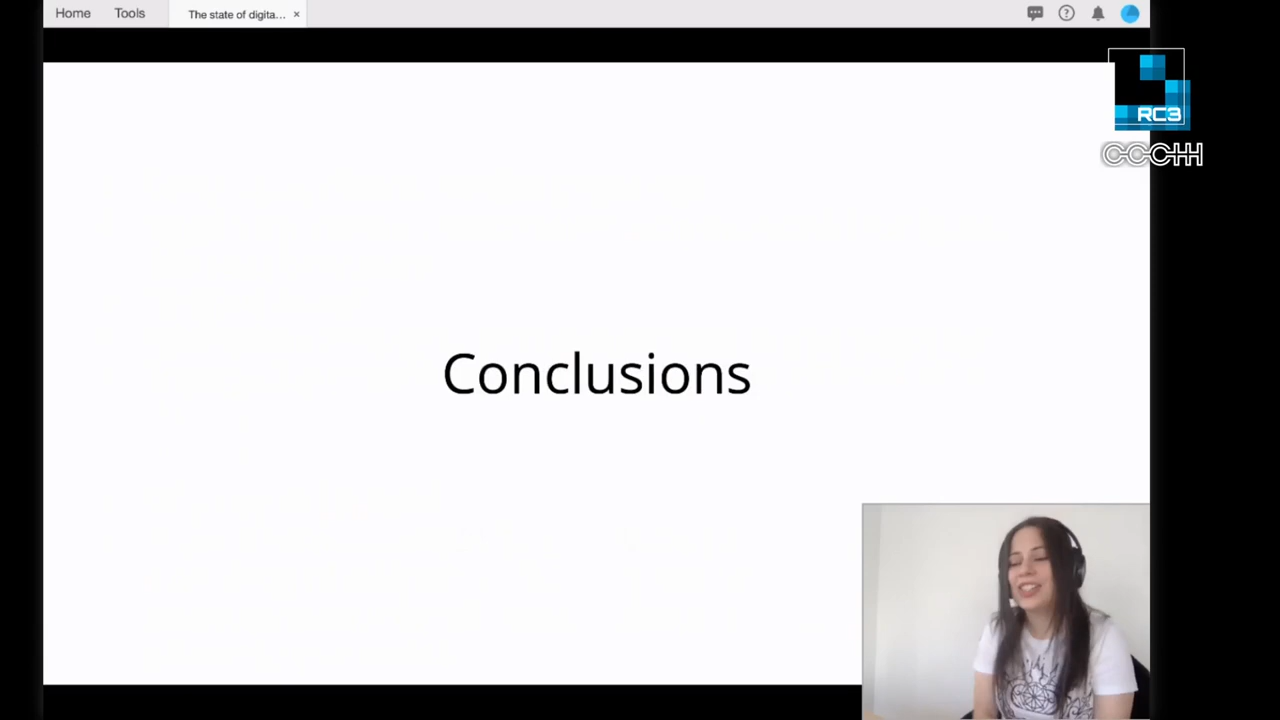 Home
Tools
The state of digita...
×
RC3
CCCHH
Conclusions